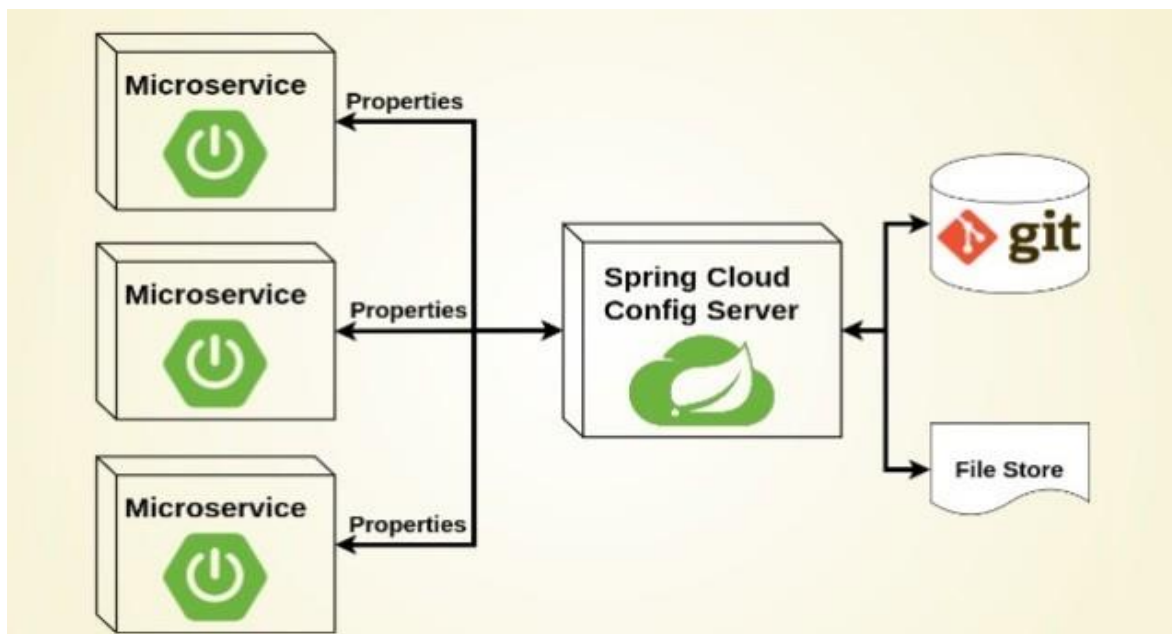 Microservice
Properties
Microservice
Properties
Microservice
Properties
Spring Cloud
Config Server
git
File Store